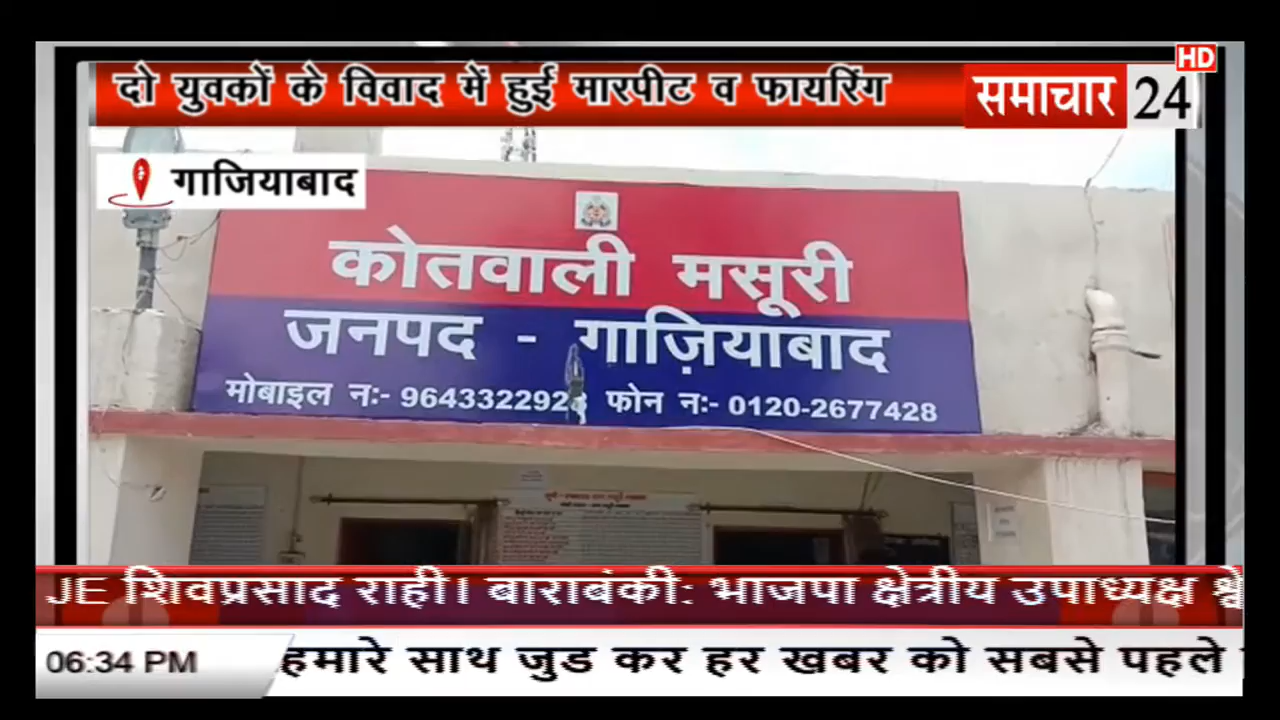 HD
दो युवकों के विवाद में हुई मारपीट व फायरिंग
समाचार 24
गाजियाबाद
कोतवाली मसूरी
जनपद - गाज़ियाबाद
मोबाइल नः- 964332292 फोन नः- 0120-2677428
JE शिवप्रसाद राही। बाराबंकी: भाजपा क्षेत्रीय उपाध्यक्ष
06:34 PM हमारे साथ जुड कर हर खबर को सबसे पहले